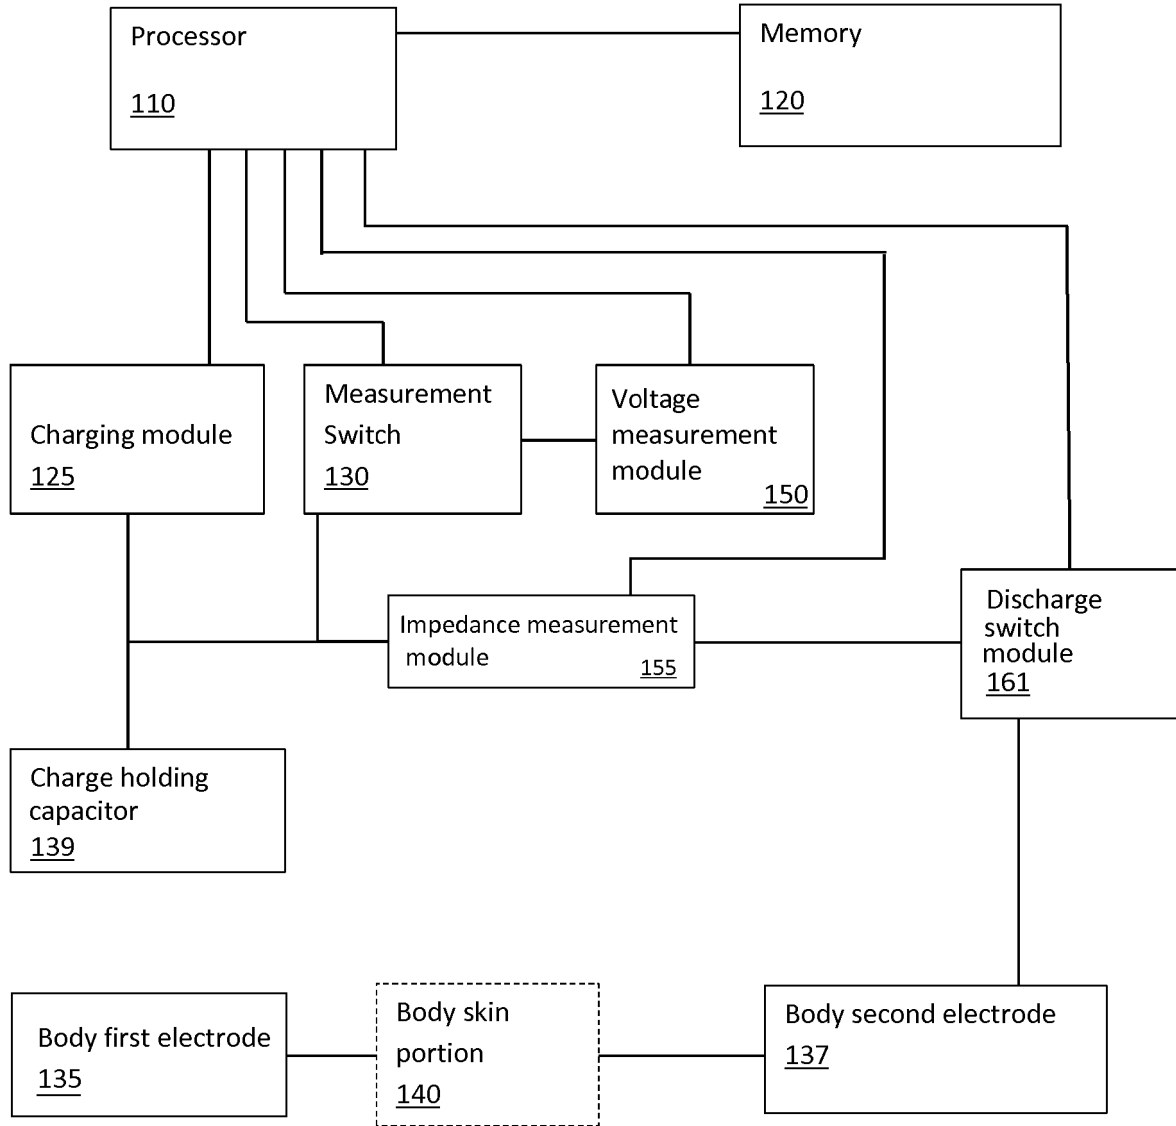 Processor
110
Memory
120
Charging module
125
Measurement
Switch
130
Voltage
measurement
module
150
Impedance measurement
module
155
Discharge
switch
module
161
Charge holding
capacitor
139
Body first electrode
135
Body skin
portion
140
Body second electrode
137